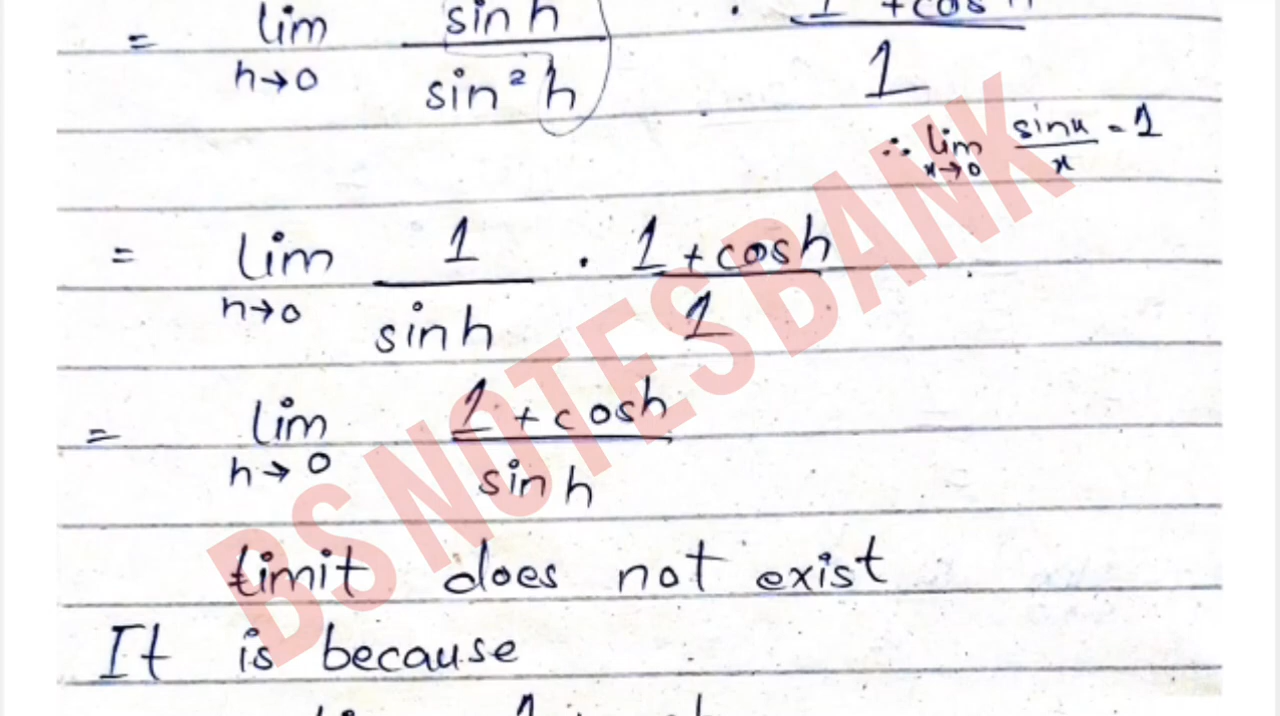 = lim h→0 sin h / sin² h · 1 + cos h / 1
∴ lim x→0 sin x / x = 1
= lim h→0 1 / sin h · 1 + cos h / 1
= lim h→0 1 + cos h / sin h
Limit does not exist
It is because
BS NOTES BANK